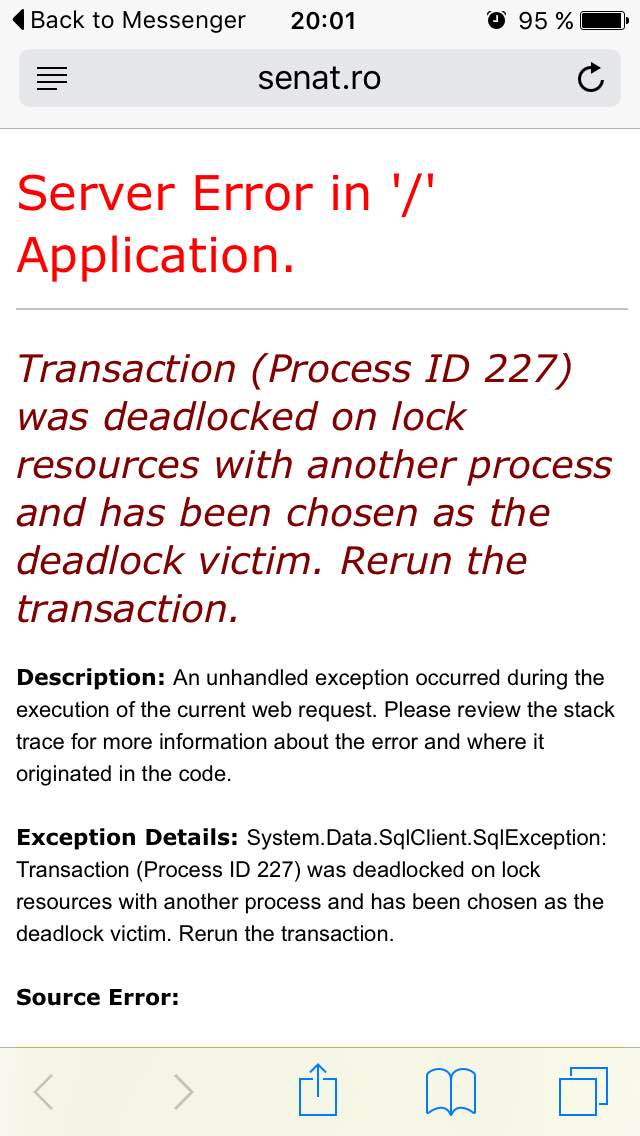 Back to Messenger 20:01 95 %
senat.ro
Server Error in '/'
Application.
Transaction (Process ID 227)
was deadlocked on lock
resources with another process
and has been chosen as the
deadlock victim. Rerun the
transaction.
Description: An unhandled exception occurred during the
execution of the current web request. Please review the stack
trace for more information about the error and where it
originated in the code.
Exception Details: System.Data.SqlClient.SqlException:
Transaction (Process ID 227) was deadlocked on lock
resources with another process and has been chosen as the
deadlock victim. Rerun the transaction.
Source Error: